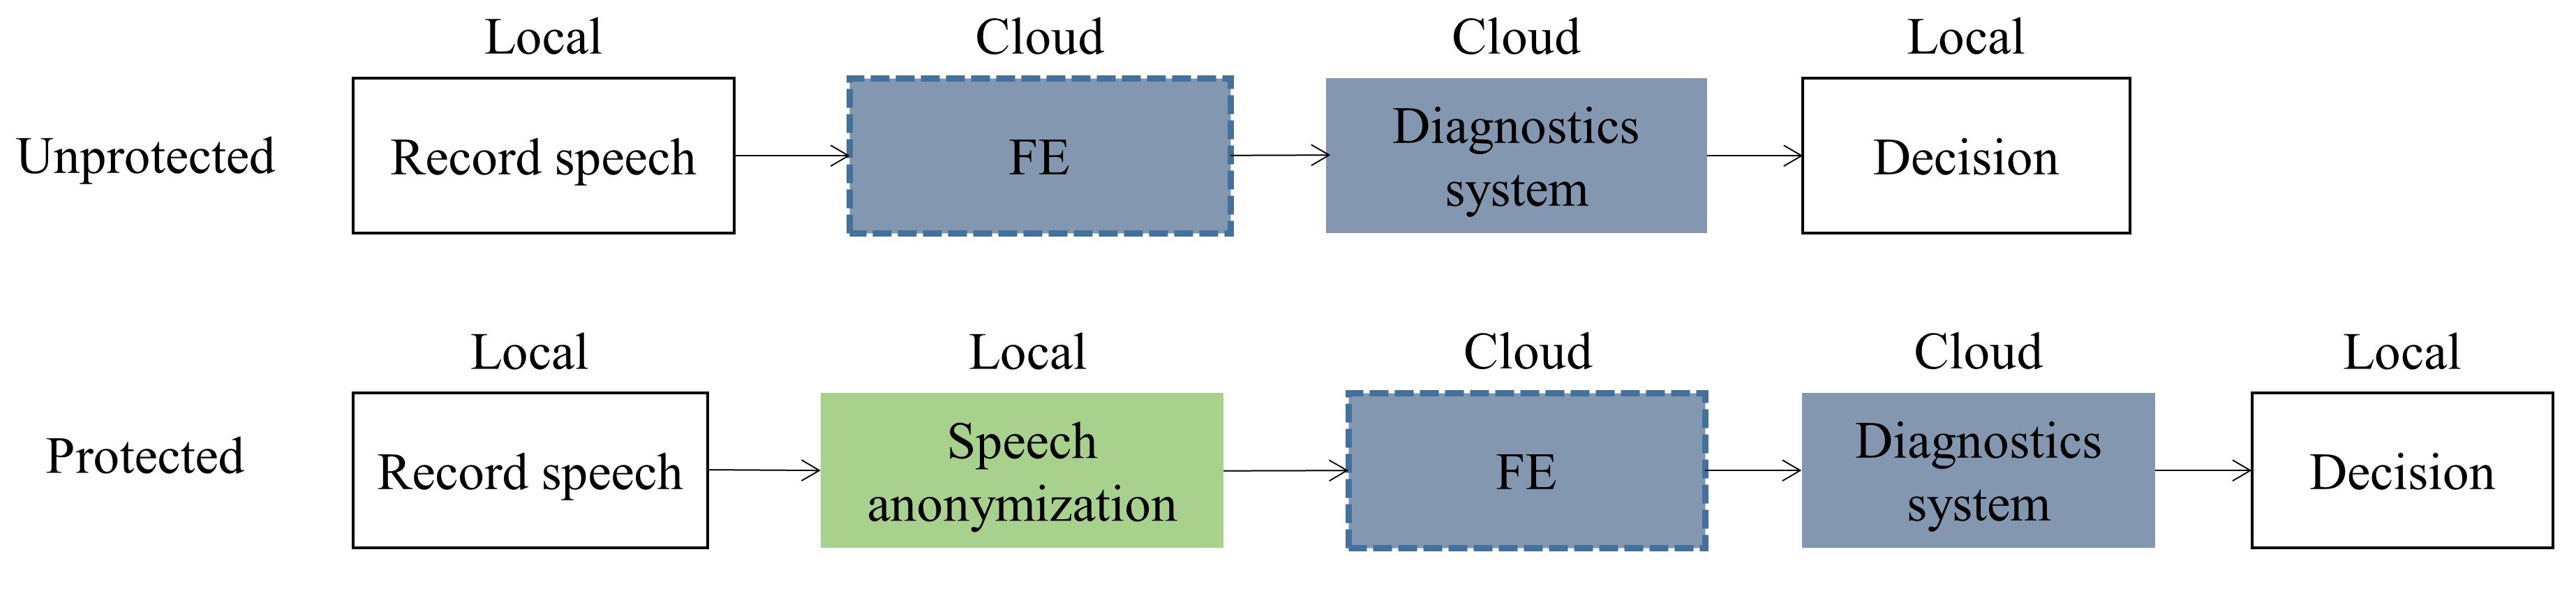 Local
Cloud
Cloud
Local
Unprotected
Record speech
FE
Diagnostics
system
Decision
Local
Local
Cloud
Cloud
Local
Protected
Record speech
Speech
anonymization
FE
Diagnostics
system
Decision